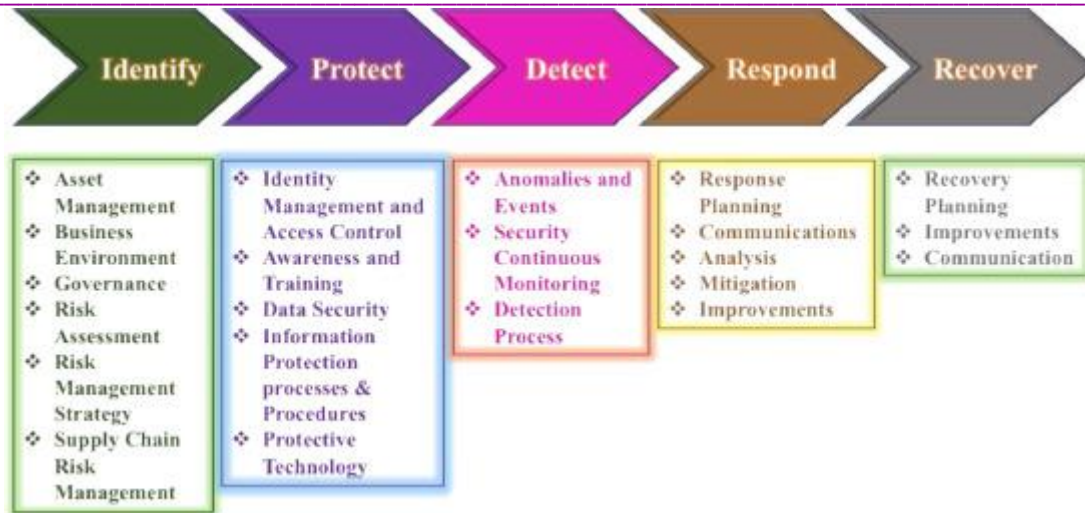 Identify
Protect
Detect
Respond
Recover
❖ Asset
Management
❖ Business
Environment
❖ Governance
❖ Risk
Assessment
❖ Risk
Management
Strategy
❖ Supply Chain
Risk
Management
❖ Identity
Management and
Access Control
❖ Awareness and
Training
❖ Data Security
❖ Information
Protection
processes &
Procedures
❖ Protective
Technology
❖ Anomalies and
Events
❖ Security
Continuous
Monitoring
❖ Detection
Process
❖ Response
Planning
❖ Communications
❖ Analysis
❖ Mitigation
❖ Improvements
❖ Recovery
Planning
❖ Improvements
❖ Communication